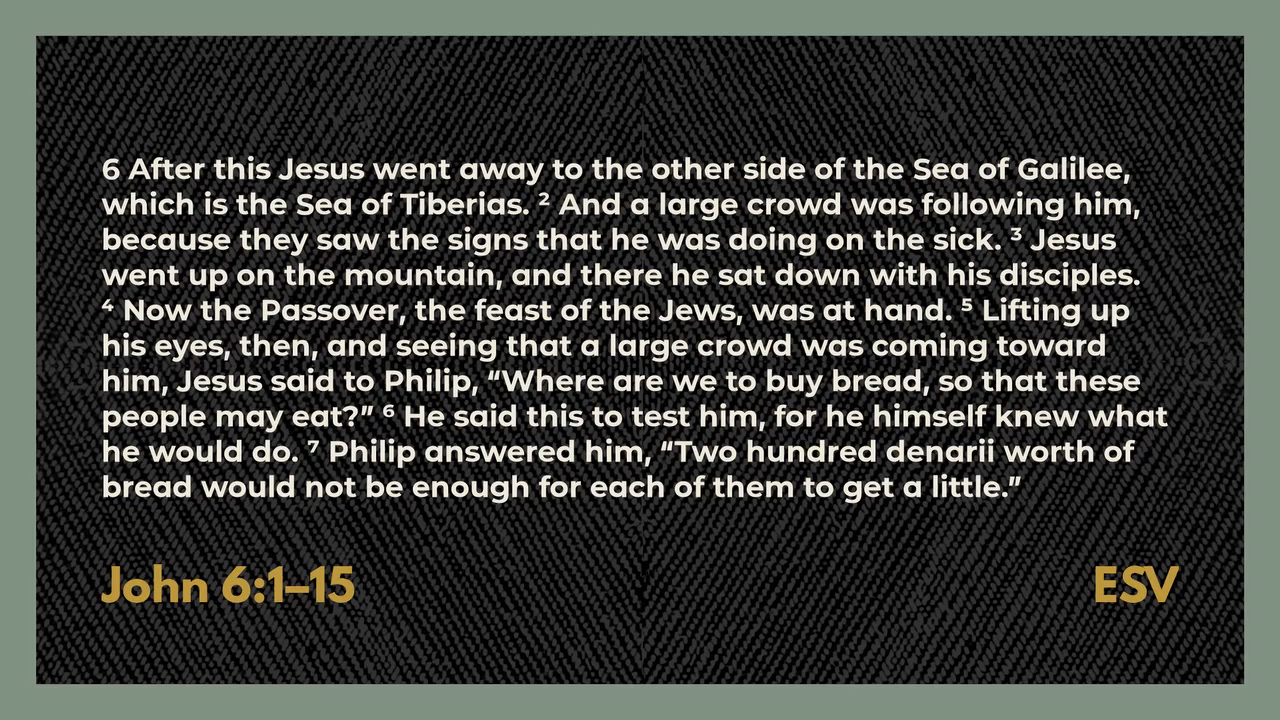 6 After this Jesus went away to the other side of the Sea of Galilee,
which is the Sea of Tiberias. ² And a large crowd was following him,
because they saw the signs that he was doing on the sick. ³ Jesus
went up on the mountain, and there he sat down with his disciples.
⁴ Now the Passover, the feast of the Jews, was at hand. ⁵ Lifting up
his eyes, then, and seeing that a large crowd was coming toward
him, Jesus said to Philip, “Where are we to buy bread, so that these
people may eat?” ⁶ He said this to test him, for he himself knew what
he would do. ⁷ Philip answered him, “Two hundred denarii worth of
bread would not be enough for each of them to get a little.”
John 6:1–15
ESV